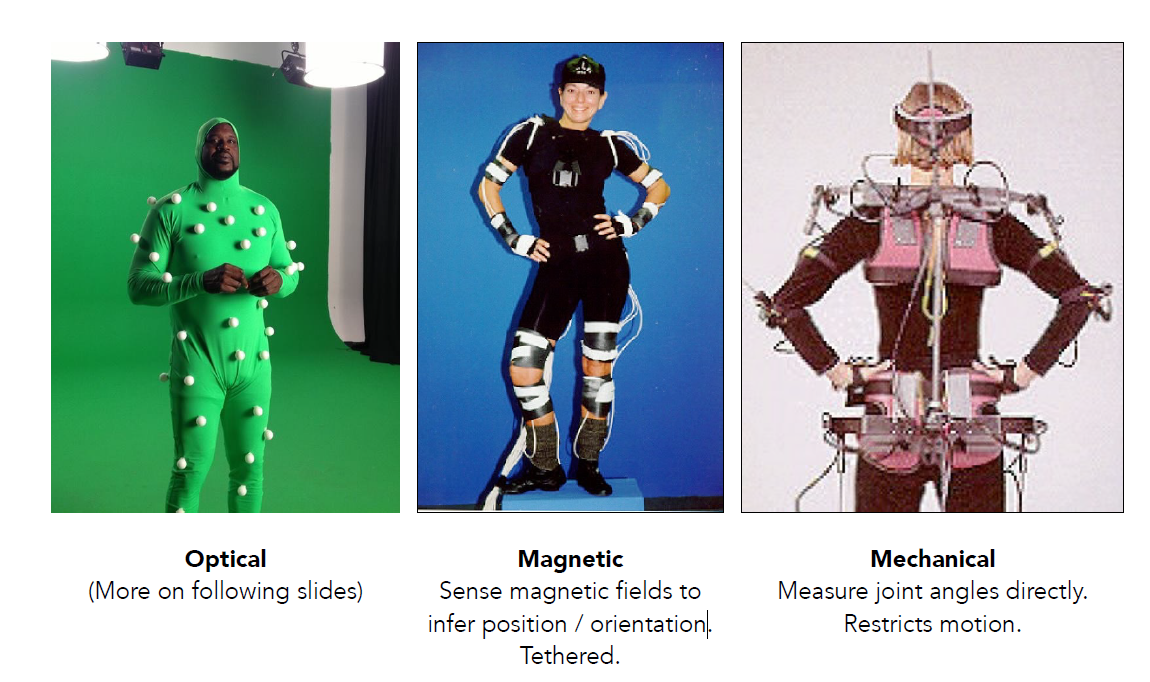 Optical
(More on following slides)
Magnetic
Sense magnetic fields to
infer position / orientation.
Tethered.
Mechanical
Measure joint angles directly.
Restricts motion.